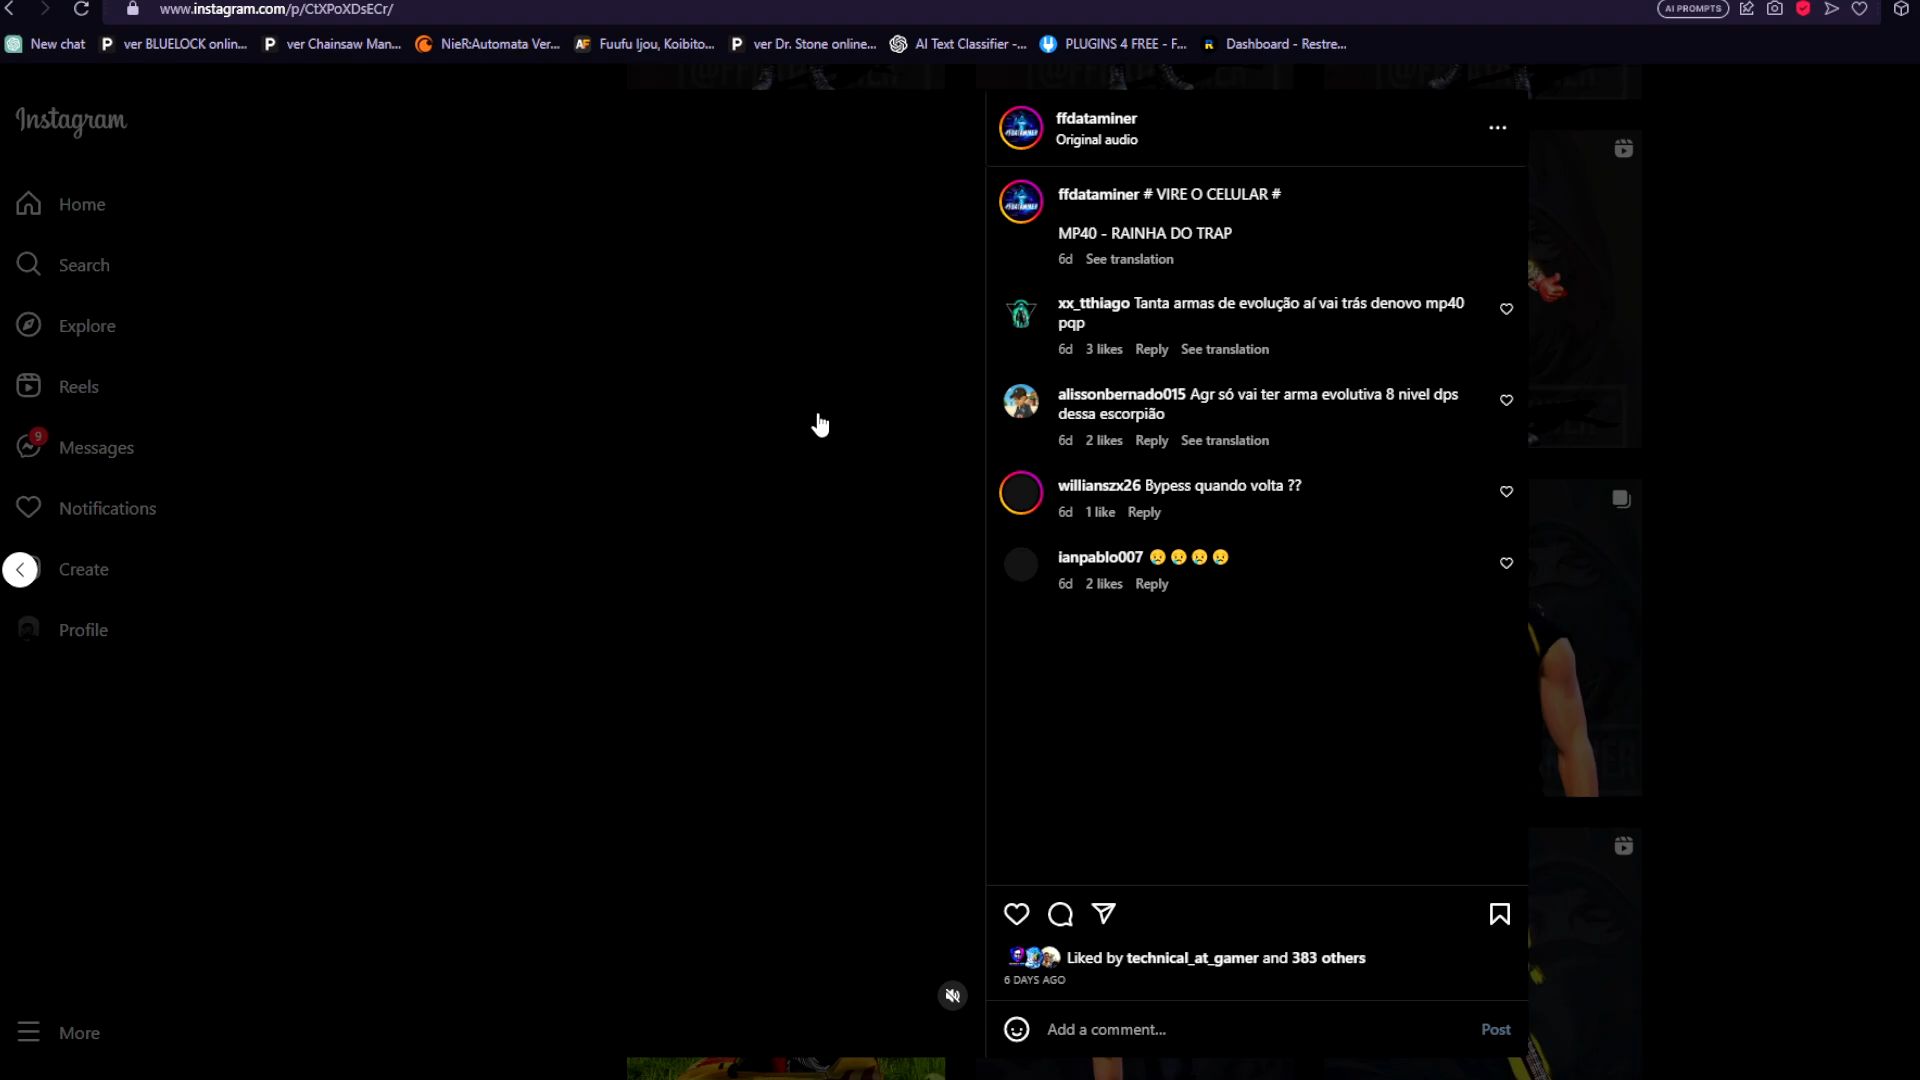 www.instagram.com/p/CtXPoXDsECr/
AI PROMPTS
New chat
ver BLUELOCK onlin...
ver Chainsaw Man...
NieR:Automata Ver...
Fuufu Ijou, Koibito...
ver Dr. Stone online...
AI Text Classifier -...
PLUGINS 4 FREE - F...
Dashboard - Restre...
Instagram
Home
Search
Explore
Reels
9
Messages
Notifications
Create
Profile
More
ffdataminer
Original audio
ffdataminer # VIRE O CELULAR #
MP40 - RAINHA DO TRAP
6d See translation
xx_tthiago Tanta armas de evolução aí vai trás denovo mp40
pqp
6d 3 likes Reply See translation
alissonbernado015 Agr só vai ter arma evolutiva 8 nivel dps
dessa escorpião
6d 2 likes Reply See translation
willianszx26 Bypess quando volta ??
6d 1 like Reply
ianpablo007 😥😥😥😥
6d 2 likes Reply
Liked by technical_at_gamer and 383 others
6 DAYS AGO
Add a comment...
Post